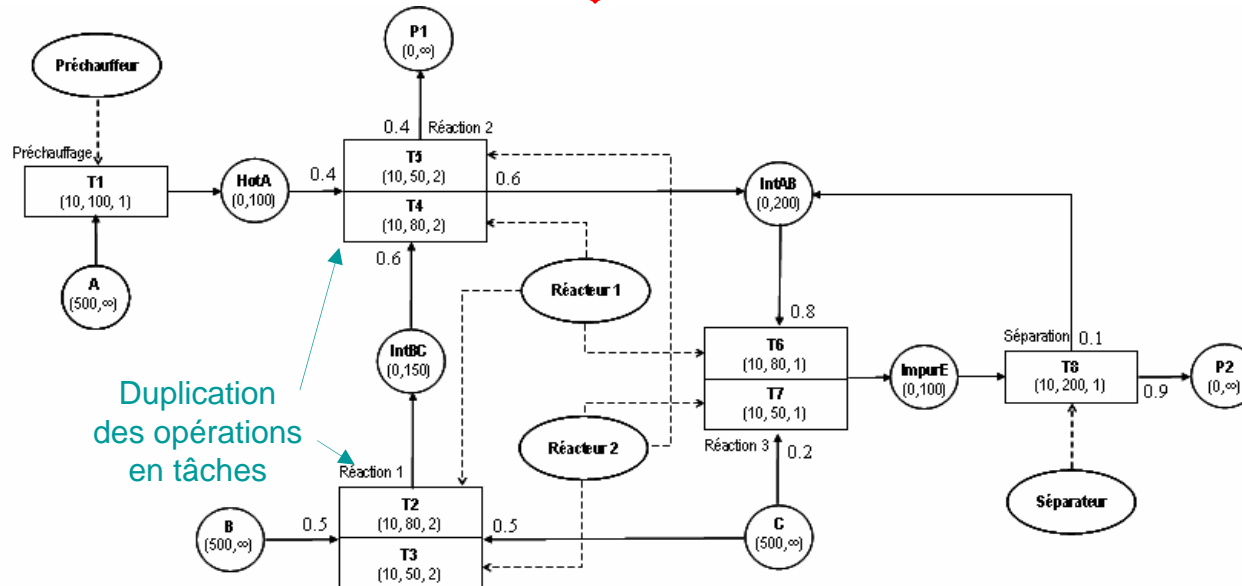 P1
(0,∞)
Préchauffeur
0.4
Réaction 2
Préchauffage
T1
(10, 100, 1)
HotA
(0,100)
0.4
T5
(10, 50, 2)
T4
(10, 80, 2)
0.6
IntAB
(0,200)
0.6
A
(500,∞)
Réacteur 1
0.8
IntBC
(0,150)
T6
(10, 80, 1)
T7
(10, 50, 1)
ImpurE
(0,100)
Séparation
0.1
T8
(10, 200, 1)
0.9
P2
(0,∞)
Duplication
des opérations
en tâches
Réacteur 2
Réaction 3
0.2
Réaction 1
B
(500,∞)
0.5
T2
(10, 80, 2)
T3
(10, 50, 2)
0.5
C
(500,∞)
Séparateur